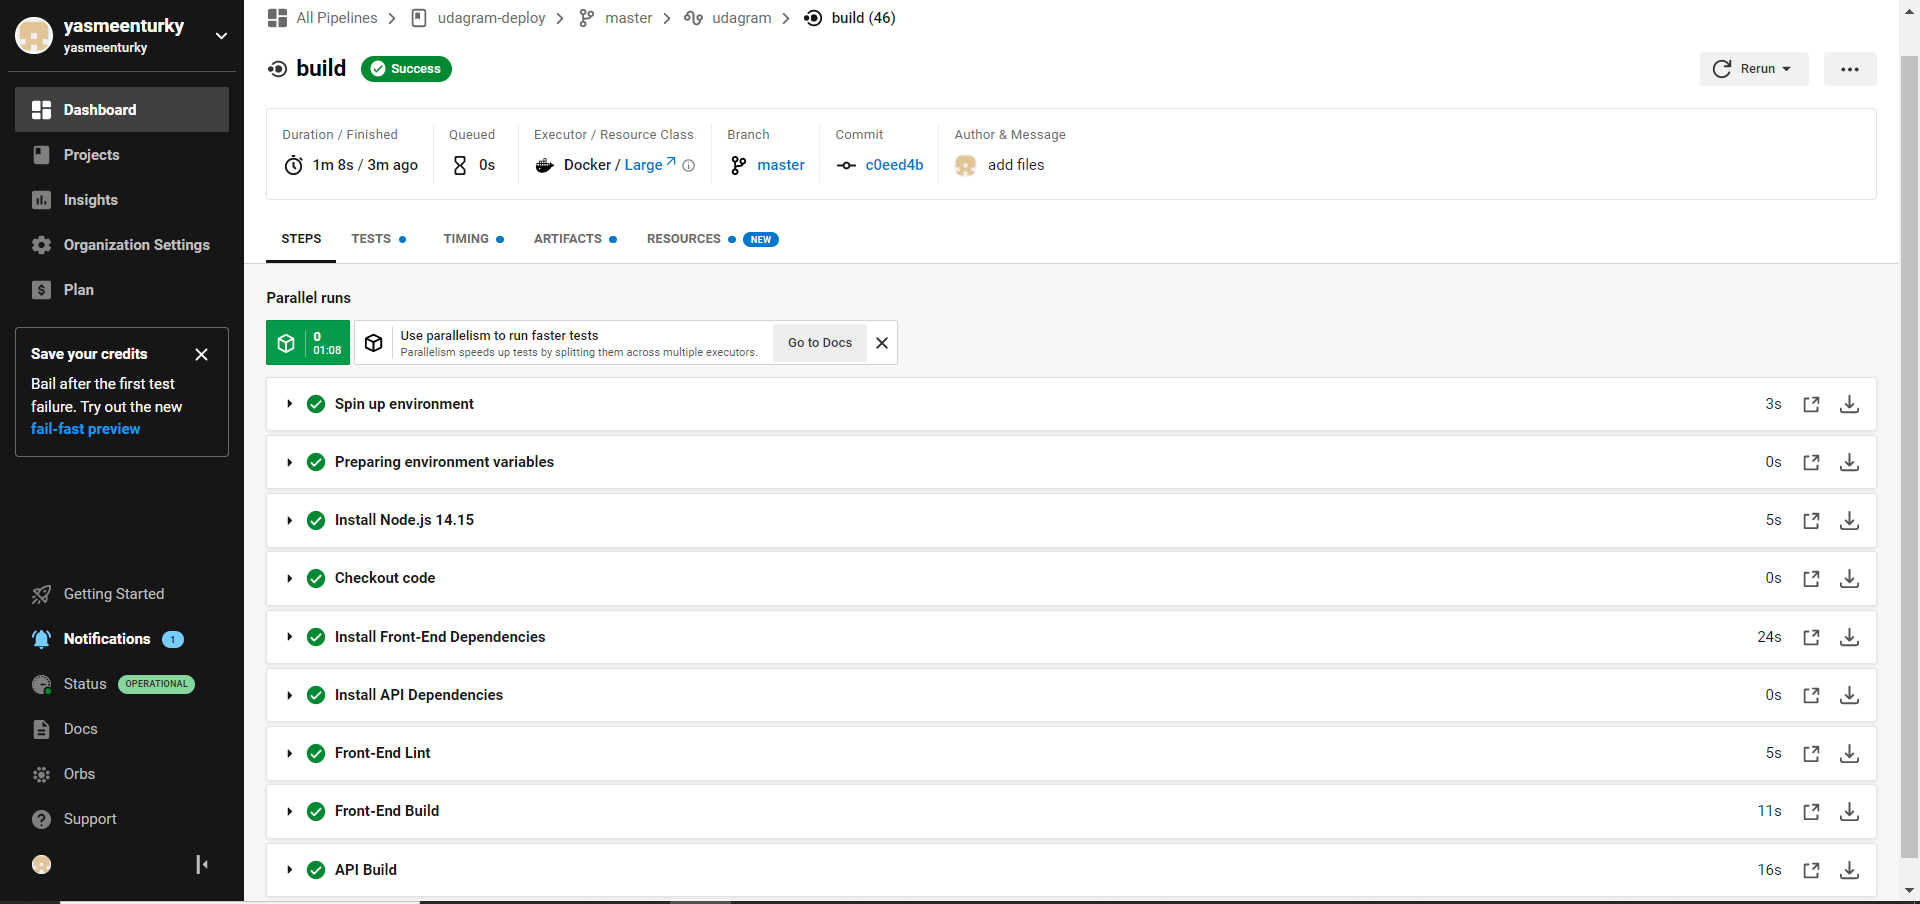 yasmeenturky
yasmeenturky
Dashboard
Projects
Insights
Organization Settings
Plan
Save your credits
Bail after the first test
failure. Try out the new
fail-fast preview
Getting Started
Notifications 1
Status OPERATIONAL
Docs
Orbs
Support
All Pipelines udagram-deploy master udagram build (46)
build Success
Rerun
Duration / Finished
1m 8s / 3m ago
Queued
0s
Executor / Resource Class
Docker / Large
Branch
master
Commit
c0eed4b
Author & Message
add files
STEPS TESTS TIMING ARTIFACTS RESOURCES NEW
Parallel runs
0
01:08
Use parallelism to run faster tests
Parallelism speeds up tests by splitting them across multiple executors.
Go to Docs
Spin up environment 3s
Preparing environment variables 0s
Install Node.js 14.15 5s
Checkout code 0s
Install Front-End Dependencies 24s
Install API Dependencies 0s
Front-End Lint 5s
Front-End Build 11s
API Build 16s